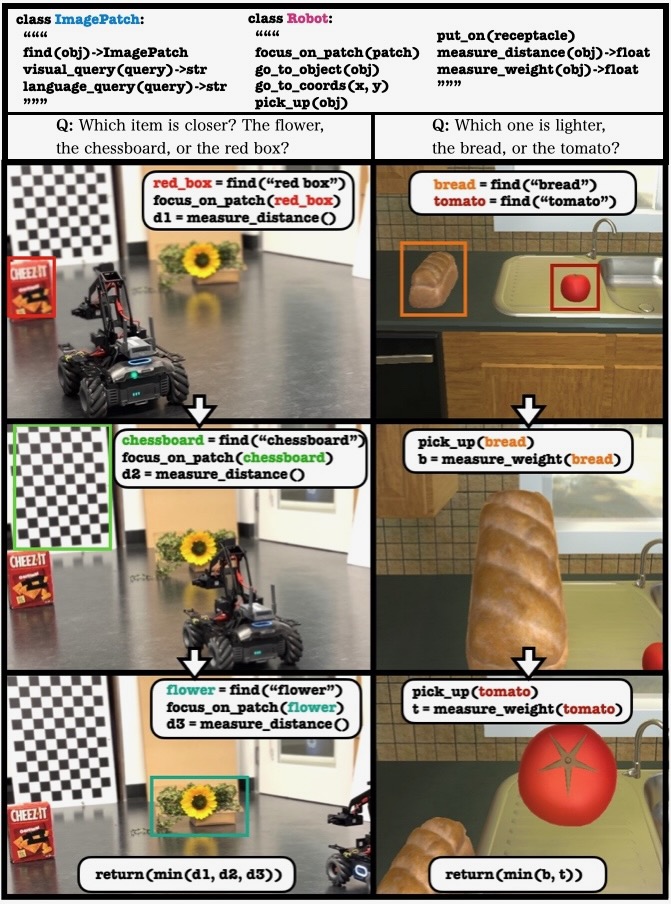 class ImagePatch:
"""
find(obj)->ImagePatch
visual_query(query)->str
language_query(query)->str
"""
class Robot:
"""
focus_on_patch(patch)
go_to_object(obj)
go_to_coords(x, y)
pick_up(obj)
put_on(receptacle)
measure_distance(obj)->float
measure_weight(obj)->float
"""
Q: Which item is closer? The flower,
the chessboard, or the red box?
Q: Which one is lighter,
the bread, or the tomato?
red_box = find("red box")
focus_on_patch(red_box)
d1 = measure_distance()
CHEEZ-IT
bread = find("bread")
tomato = find("tomato")
chessboard = find("chessboard")
focus_on_patch(chessboard)
d2 = measure_distance()
CHEEZ-IT
pick_up(bread)
b = measure_weight(bread)
flower = find("flower")
focus_on_patch(flower)
d3 = measure_distance()
CHEEZ-IT
return(min(d1, d2, d3))
pick_up(tomato)
t = measure_weight(tomato)
return(min(b, t))